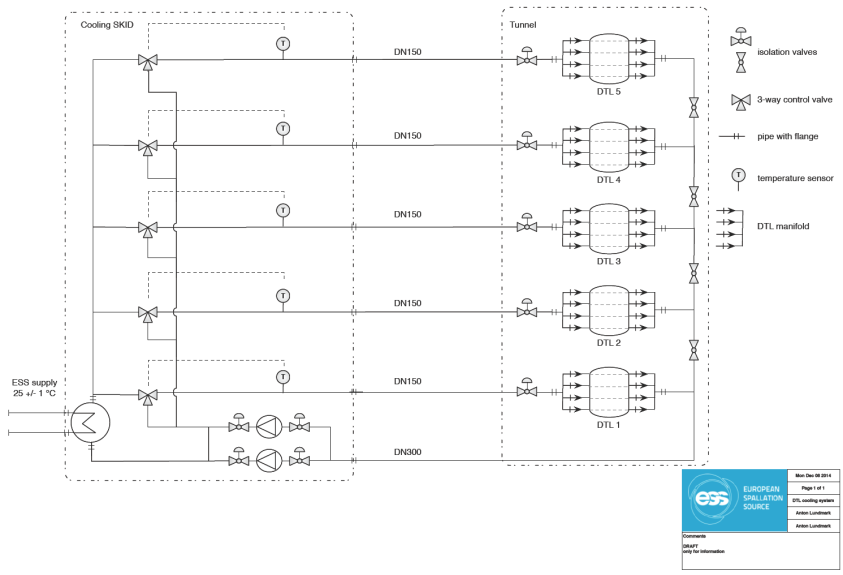 Cooling SKID
Tunnel
T
DN150
DTL 5
isolation valves
3-way control valve
T
DN150
DTL 4
pipe with flange
T
temperature sensor
T
DN150
DTL 3
DTL manifold
T
DN150
DTL 2
ESS supply
25 +/- 1 °C
T
DN150
DTL 1
DN300
ess
EUROPEAN
SPALLATION
SOURCE
Mon Dec 08 2014
Page 1 of 1
DTL cooling system
Anton Lundmark
Anton Lundmark
Comments
DRAFT
only for information